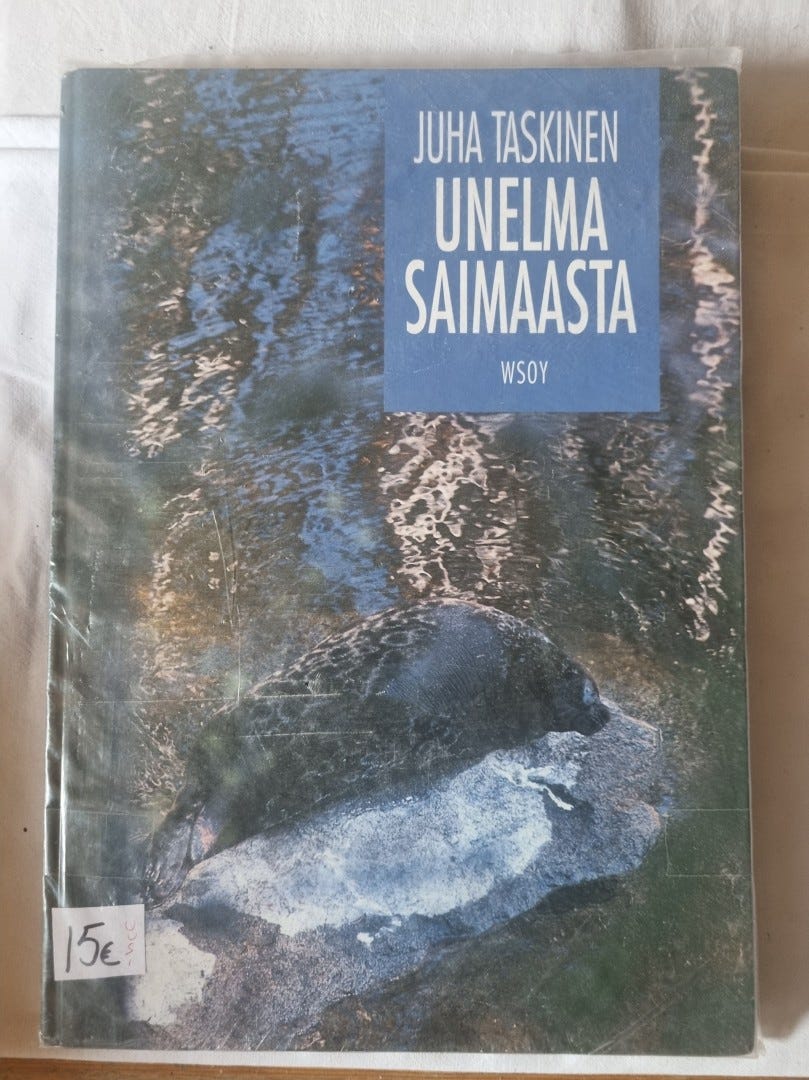 JUHA TASKINEN
UNELMA
SAIMAASTA
WSOY
15€